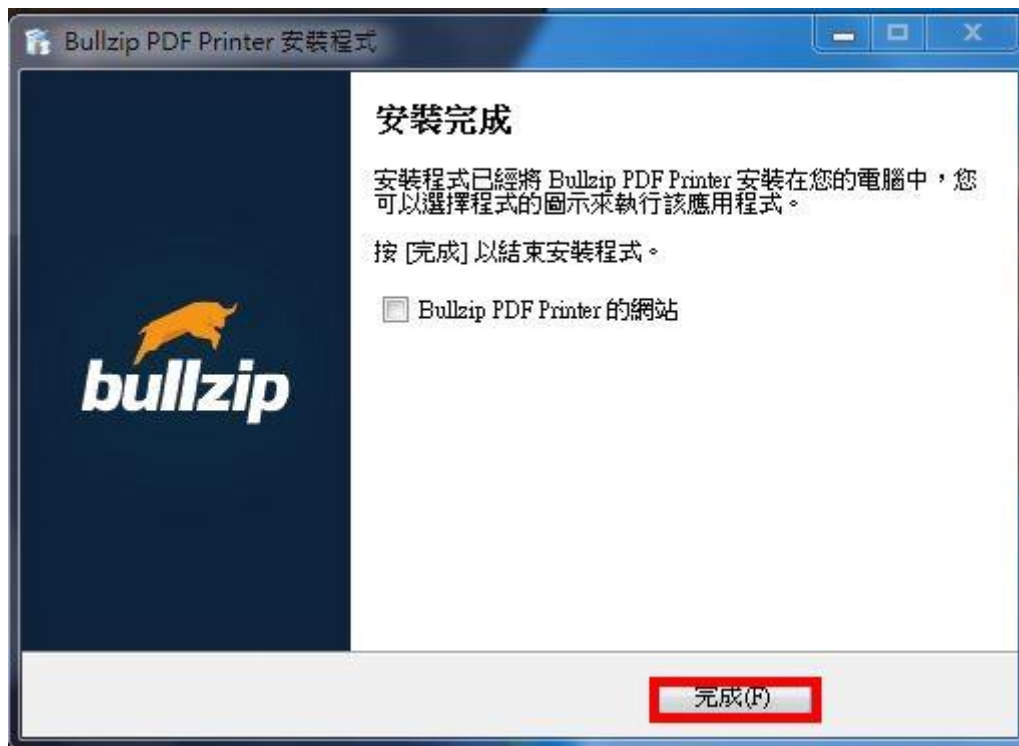 Bullzip PDF Printer 安裝程式
安裝完成
安裝程式已經將 Bullzip PDF Printer 安裝在您的電腦中，您
可以選擇程式的圖示來執行該應用程式。
按 [完成] 以結束安裝程式。
Bullzip PDF Printer 的網站
bullzip
完成(F)